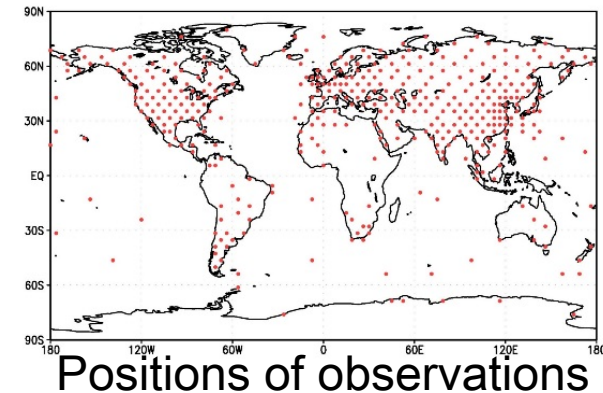 90N
60N
30N
EQ
30S
60S
90S
180 120W 60W 0 60E 120E 180
Positions of observations